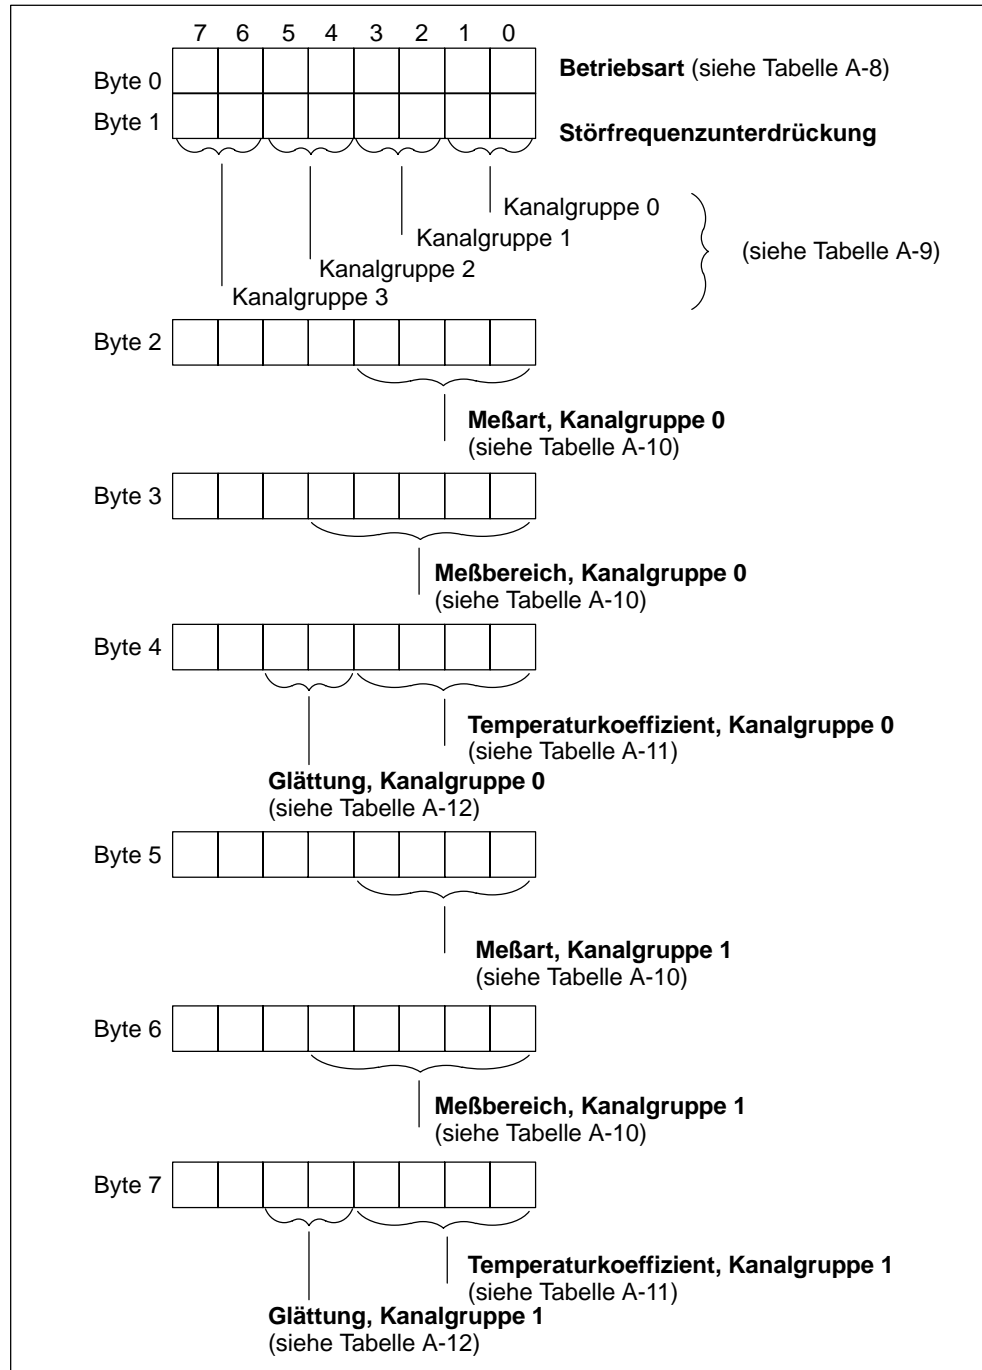 7 6 5 4 3 2 1 0
Byte 0
Betriebsart (siehe Tabelle A-8)
Byte 1
Störfrequenzunterdrückung
Kanalgruppe 0
Kanalgruppe 1
(siehe Tabelle A-9)
Kanalgruppe 2
Kanalgruppe 3
Byte 2
Meßart, Kanalgruppe 0
(siehe Tabelle A-10)
Byte 3
Meßbereich, Kanalgruppe 0
(siehe Tabelle A-10)
Byte 4
Temperaturkoeffizient, Kanalgruppe 0
(siehe Tabelle A-11)
Glättung, Kanalgruppe 0
(siehe Tabelle A-12)
Byte 5
Meßart, Kanalgruppe 1
(siehe Tabelle A-10)
Byte 6
Meßbereich, Kanalgruppe 1
(siehe Tabelle A-10)
Byte 7
Temperaturkoeffizient, Kanalgruppe 1
(siehe Tabelle A-11)
Glättung, Kanalgruppe 1
(siehe Tabelle A-12)